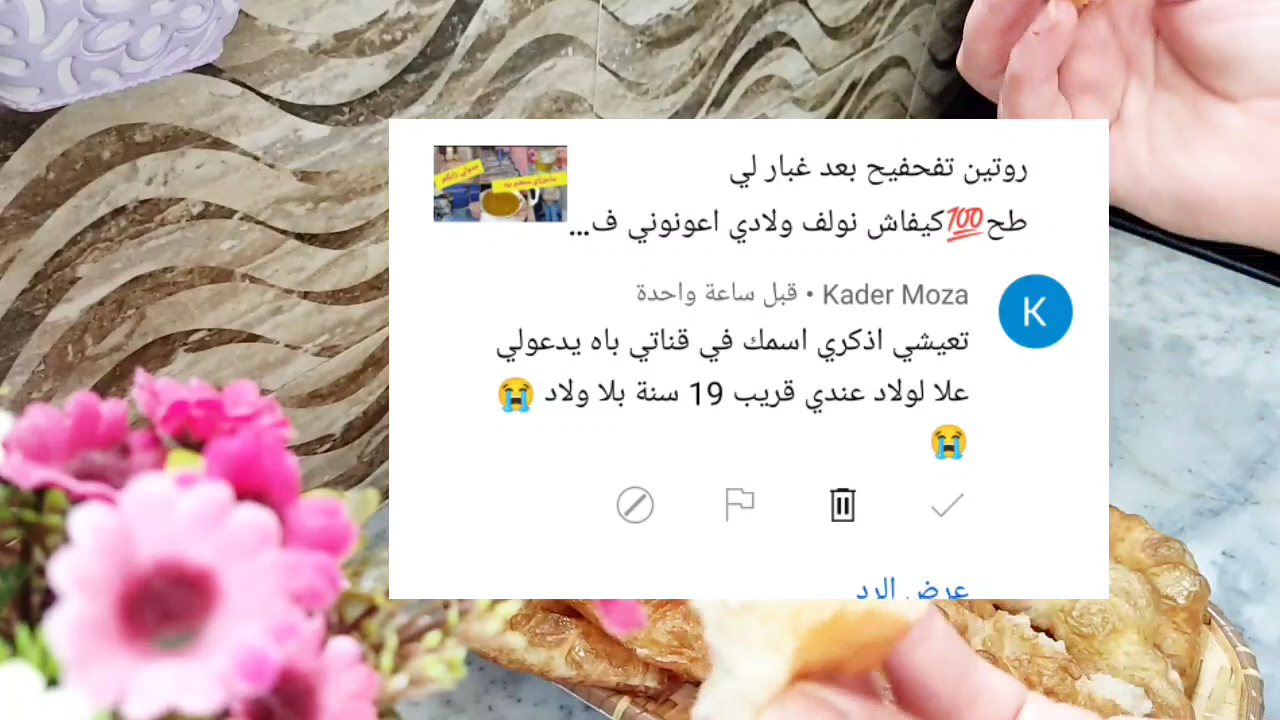 روتين تفحفيح بعد غبار لي
طح💯كيفاش نولف ولادي اعونوني ف...
Kader Moza • قبل ساعة واحدة
K
تعيشي اذكري اسمك في قناتي باه يدعولي
علا لولاد عندي قريب 19 سنة بلا ولاد 😭
😭
عرض الرد